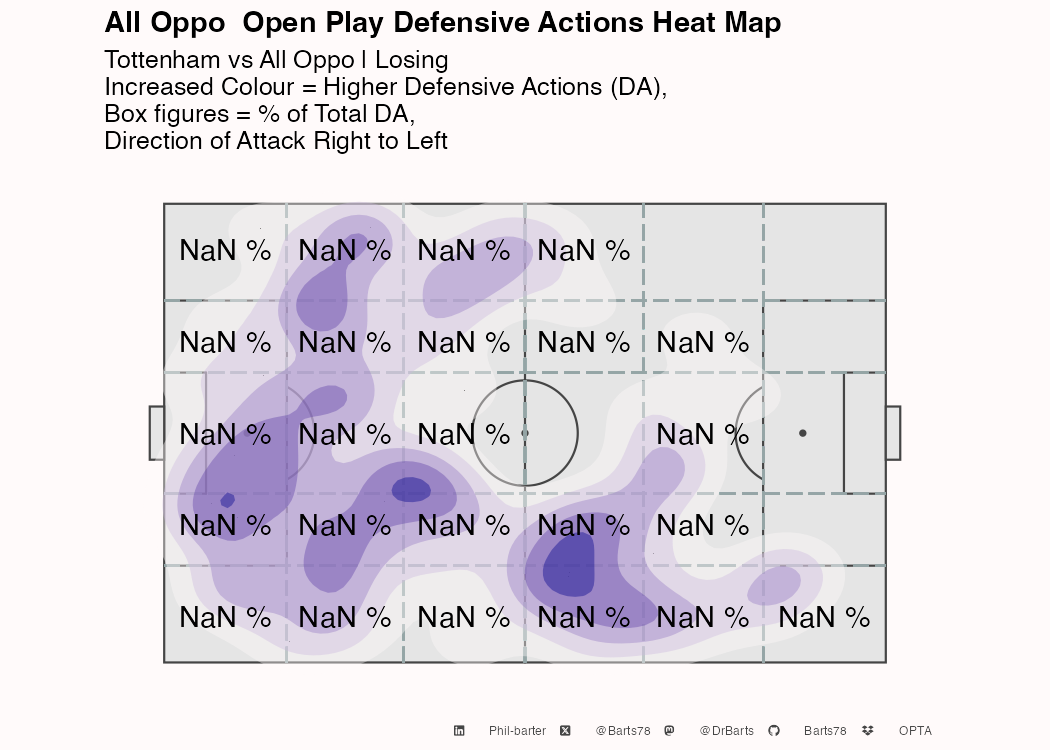 All Oppo  Open Play Defensive Actions Heat Map
Tottenham vs All Oppo | Losing
Increased Colour = Higher Defensive Actions (DA),
Box figures = % of Total DA,
Direction of Attack Right to Left
NaN % NaN % NaN % NaN %
NaN % NaN % NaN % NaN % NaN %
NaN % NaN % NaN % NaN %
NaN % NaN % NaN % NaN % NaN %
NaN % NaN % NaN % NaN % NaN % NaN %
Phil-barter @Barts78 @DrBarts Barts78 OPTA